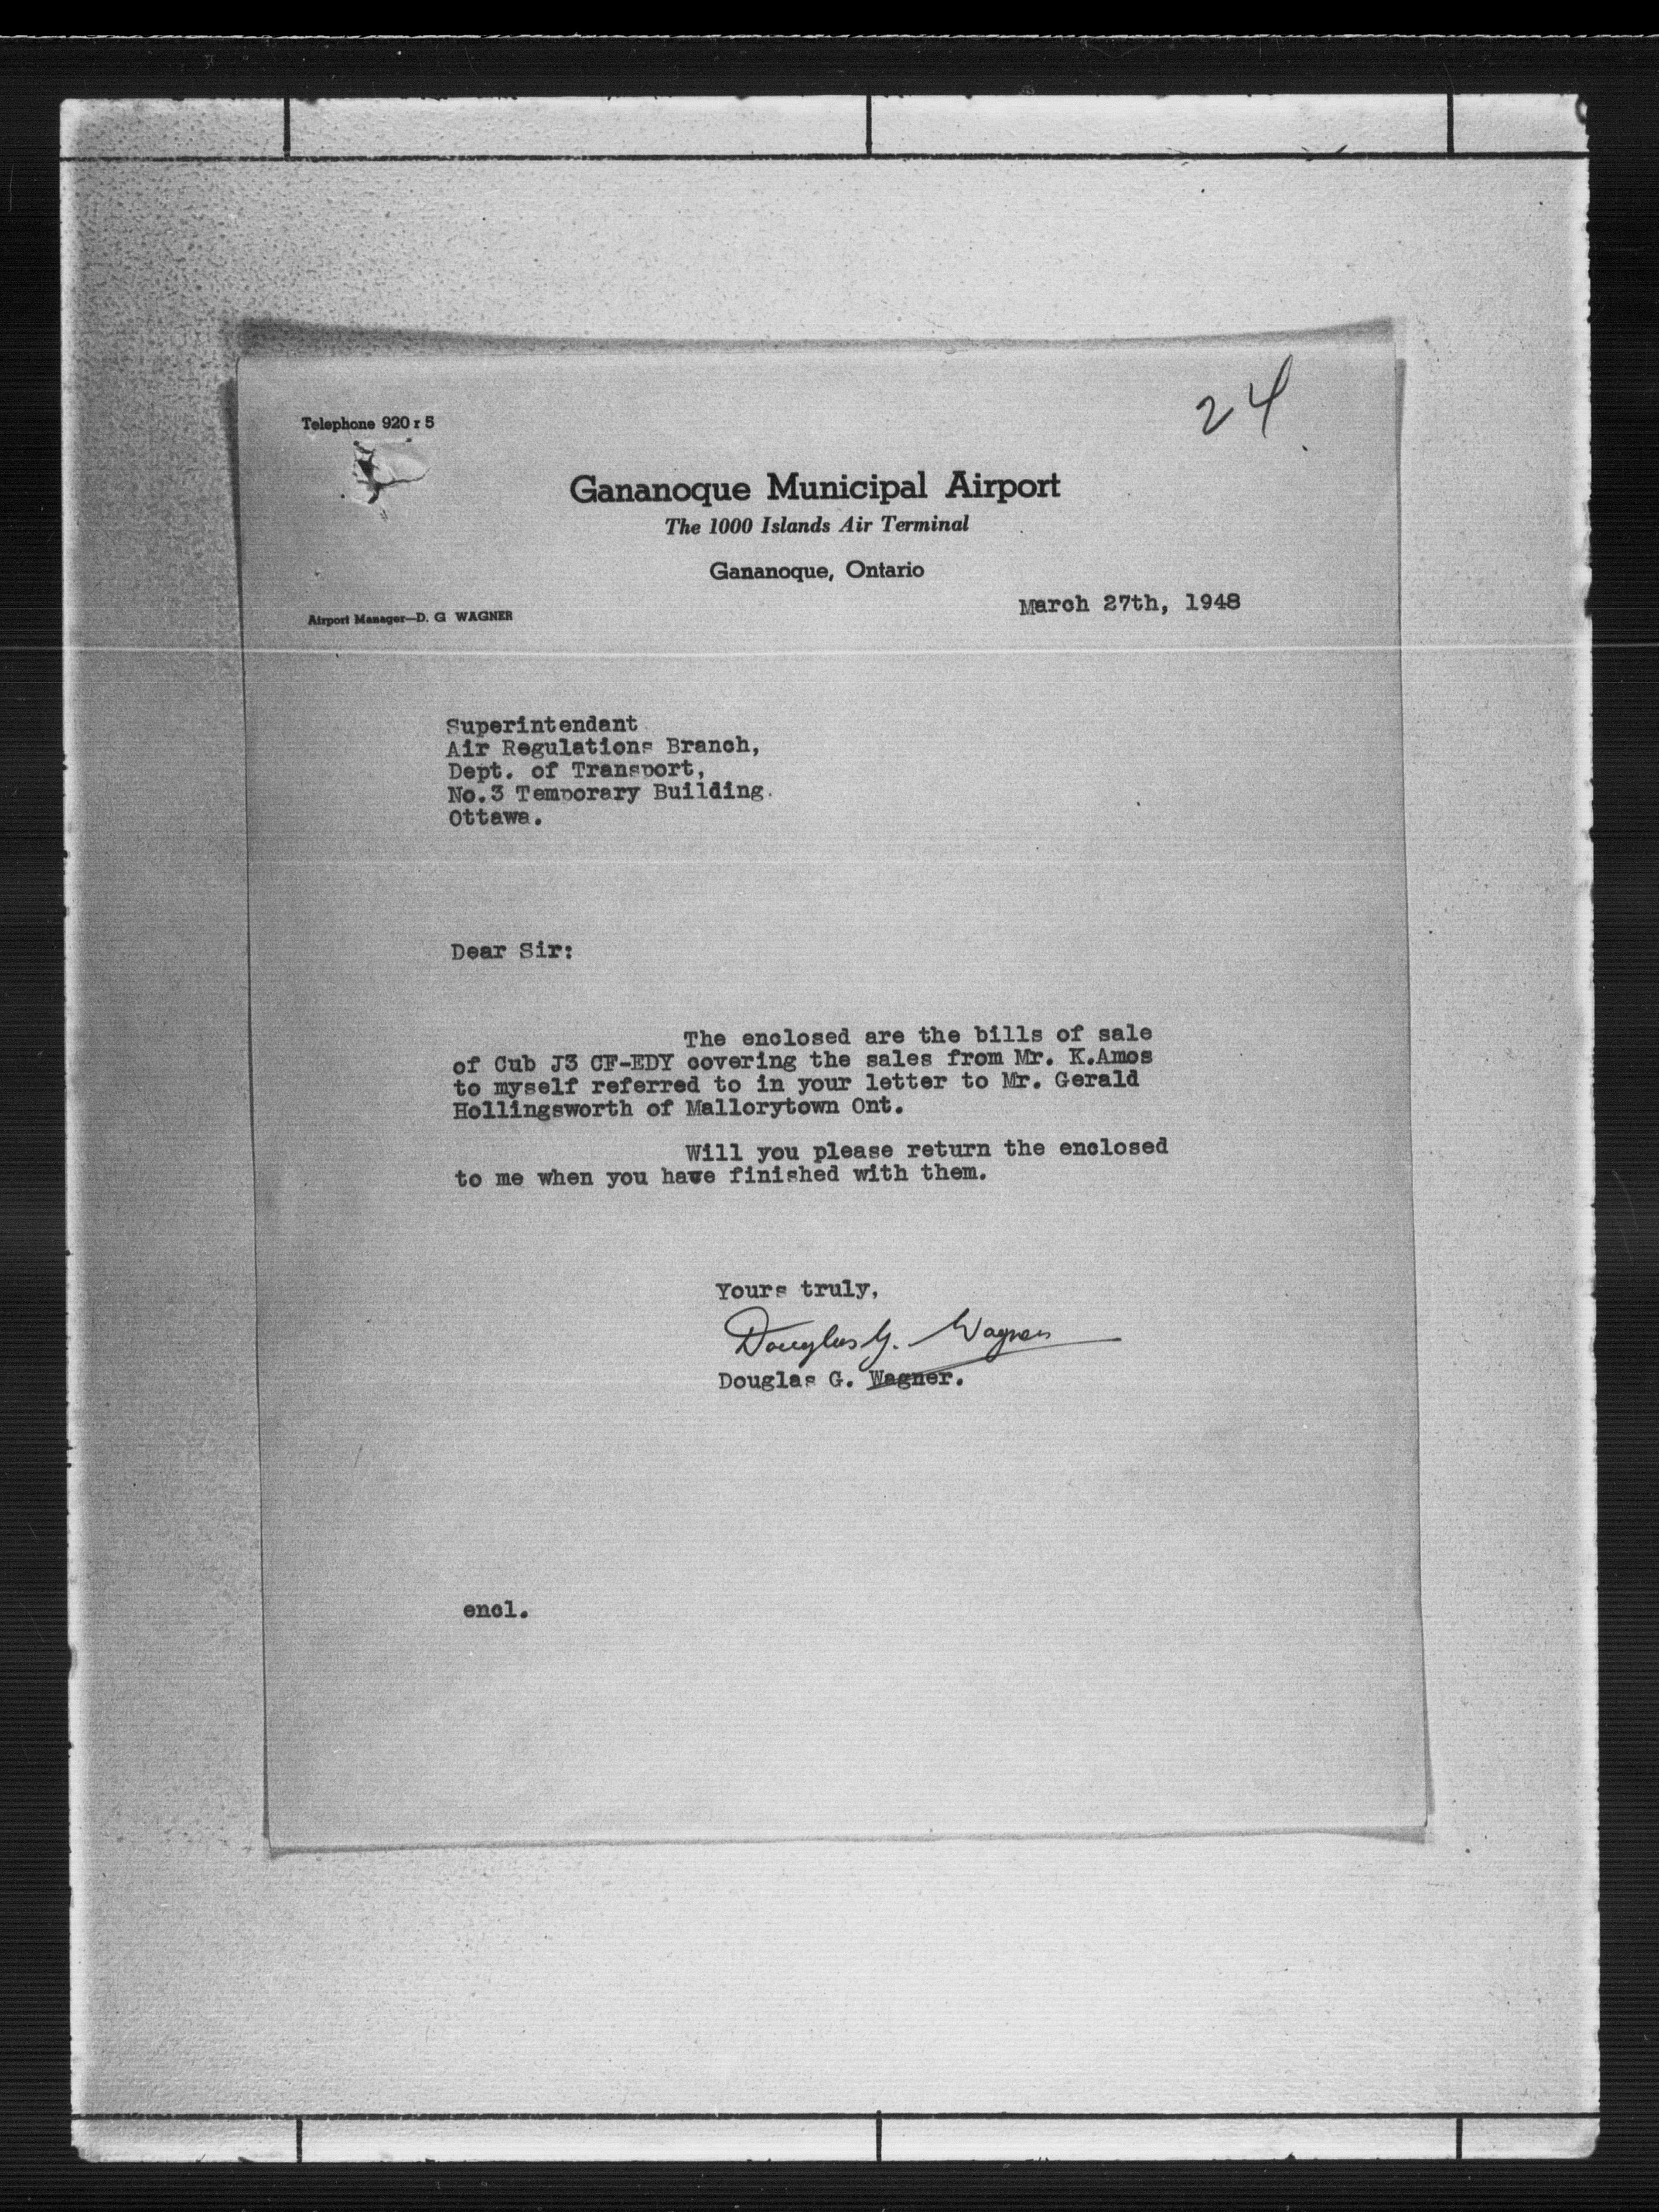 24
Telephone 920 r 5
Gananoque Municipal Airport
The 1000 Islands Air Terminal
Gananoque, Ontario
March 27th, 1948
Airport Manager—D. G WAGNER
Superintendant
Air Regulations Branch,
Dept. of Transport,
No.3 Temporary Building.
Ottawa.
Dear Sir:
The enclosed are the bills of sale
of Cub J3 CF-EDY covering the sales from Mr. K.Amos
to myself referred to in your letter to Mr. Gerald
Hollingsworth of Mallorytown Ont.
Will you please return the enclosed
to me when you have finished with them.
Yours truly,
Douglas G. Wagner
Douglas G. Wagner.
encl.